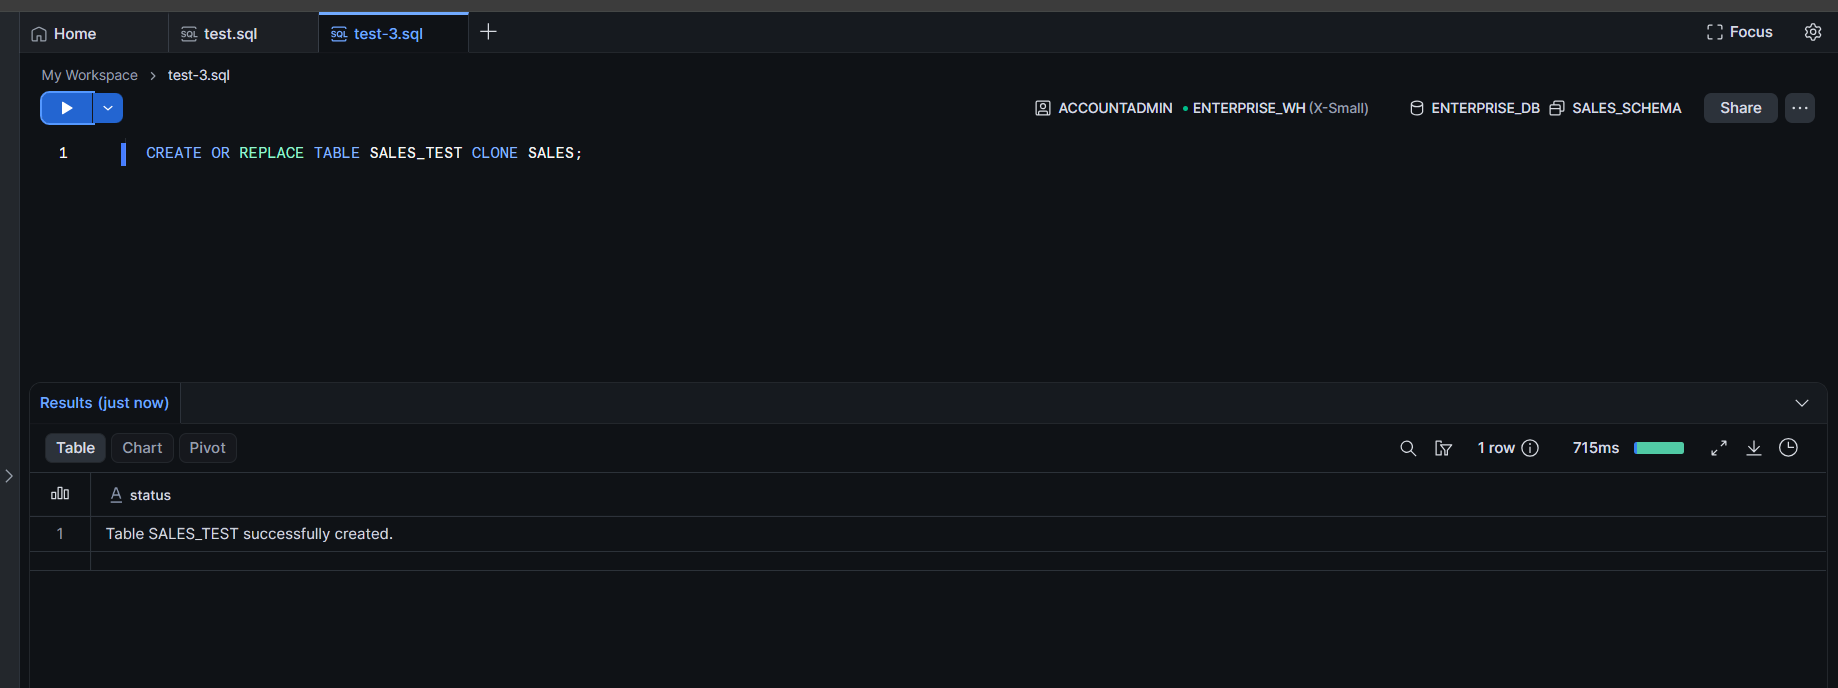 Home
SQL test.sql
SQL test-3.sql
Focus
My Workspace > test-3.sql
ACCOUNTADMIN • ENTERPRISE_WH (X-Small) ENTERPRISE_DB SALES_SCHEMA Share ...
1 CREATE OR REPLACE TABLE SALES_TEST CLONE SALES;
Results (just now)
Table Chart Pivot 1 row 715ms
A status
1 Table SALES_TEST successfully created.